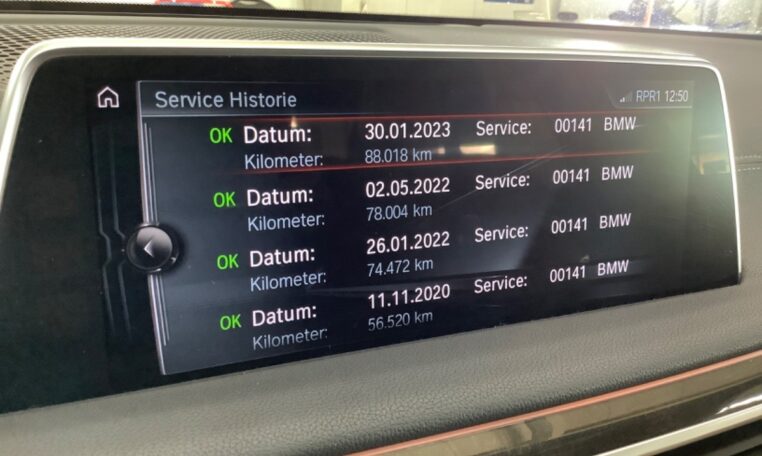 Service Historie RPR1 12:50
OK Datum: 30.01.2023 Service: 00141 BMW
Kilometer: 88.018 km
OK Datum: 02.05.2022 Service: 00141 BMW
Kilometer: 78.004 km
OK Datum: 26.01.2022 Service: 00141 BMW
Kilometer: 74.472 km
OK Datum: 11.11.2020 Service: 00141 BMW
Kilometer: 56.520 km